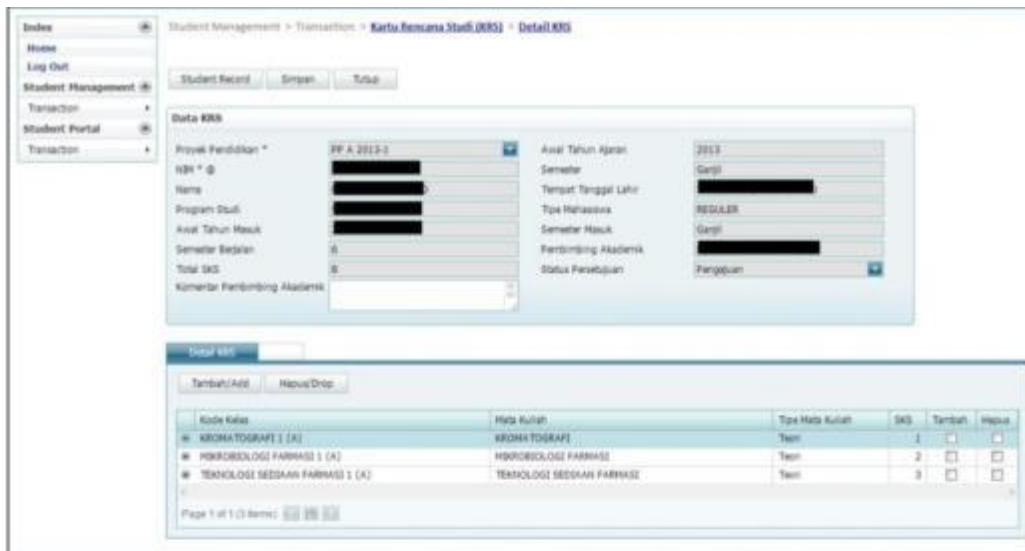 Index
Home
Log Out
Student Management
Transaction
Student Portal
Transaction
Student Management > Transaction > Kartu Rencana Studi (KRS) > Detail KRS
Student Record Simpan Tutup
Data KRS
Proyek Pendidikan * PF A 2013-1 Awal Tahun Ajaran 2013
NIM * @ Semester Ganjil
Nama Tempat Tanggal Lahir
Program Studi Tipe Mahasiswa REGULER
Awal Tahun Masuk Semester Masuk Ganjil
Semester Berjalan Pembimbing Akademik
Total SKS Status Persetujuan Pengajuan
Komentar Pembimbing Akademik
Detail KRS
Tambah/Add Hapus/Drop
Kode Kelas Mata Kuliah Tipe Mata Kuliah SKS Tambah Hapus
KROMATOGRAFI 1 (A) KROMATOGRAFI Teori 1
MIKROBIOLOGI FARMASI 1 (A) MIKROBIOLOGI FARMASI Teori 2
TEKNOLOGI SEDIAAN FARMASI 1 (A) TEKNOLOGI SEDIAAN FARMASI Teori 3
Page 1 of 1 (3 items)